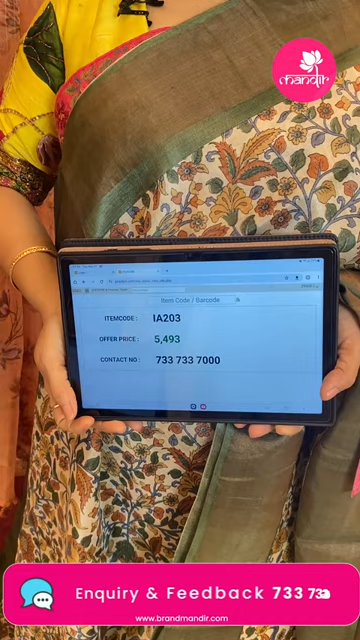 mandir
Item Code / Barcode
ITEMCODE : IA203
OFFER PRICE : 5,493
CONTACT NO : 733 733 7000
Enquiry & Feedback 733 73
www.brandmandir.com